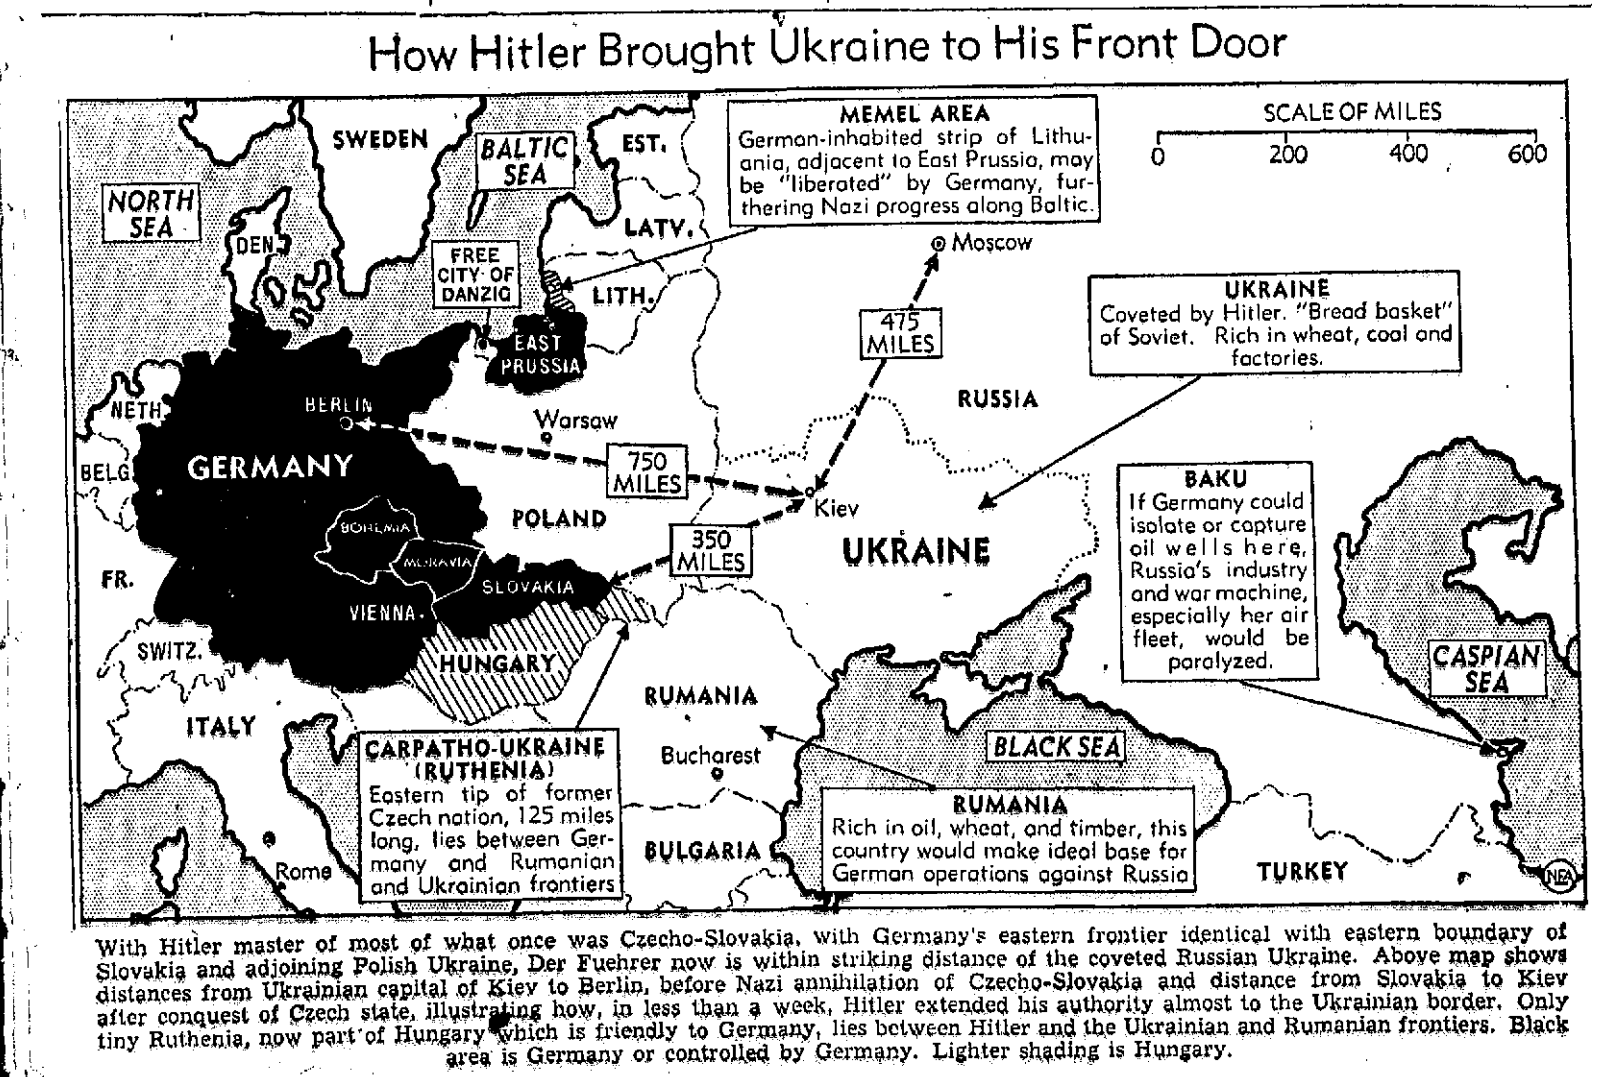 How Hitler Brought Ukraine to His Front Door
SWEDEN
BALTIC
SEA
EST.
MEMEL AREA
German-inhabited strip of Lithu-
ania, adjacent to East Prussia, may
be "liberated" by Germany, fur-
thering Nazi progress along Baltic.
SCALE OF MILES
0 200 400 600
NORTH
SEA
DEN.
LATV.
FREE
CITY OF
DANZIG
LITH.
Moscow
475
MILES
UKRAINE
Coveted by Hitler. "Bread basket"
of Soviet. Rich in wheat, coal and
factories.
EAST
PRUSSIA
NETH.
BERLIN
Warsaw
RUSSIA
BELG.
GERMANY
750
MILES
Kiev
BAKU
If Germany could
isolate or capture
oil wells here,
Russia's industry
and war machine,
especially her air
fleet, would be
paralyzed.
BOHEMIA
POLAND
350
MILES
UKRAINE
FR.
MORAVIA
SLOVAKIA
VIENNA
SWITZ.
HUNGARY
CASPIAN
SEA
ITALY
RUMANIA
CARPATHO-UKRAINE
(RUTHENIA)
Eastern tip of former
Czech nation, 125 miles
long, lies between Ger-
many and Rumanian
and Ukrainian frontiers
Bucharest
BLACK SEA
RUMANIA
Rich in oil, wheat, and timber, this
country would make ideal base for
German operations against Russia
Rome
BULGARIA
TURKEY
NEA
With Hitler master of most of what once was Czecho-Slovakia, with Germany's eastern frontier identical with eastern boundary of
Slovakia and adjoining Polish Ukraine, Der Fuehrer now is within striking distance of the coveted Russian Ukraine. Above map shows
distances from Ukrainian capital of Kiev to Berlin, before Nazi annihilation of Czecho-Slovakia and distance from Slovakia to Kiev
after conquest of Czech state, illustrating how, in less than a week, Hitler extended his authority almost to the Ukrainian border. Only
tiny Ruthenia, now part of Hungary which is friendly to Germany, lies between Hitler and the Ukrainian and Rumanian frontiers. Black
area is Germany or controlled by Germany. Lighter shading is Hungary.